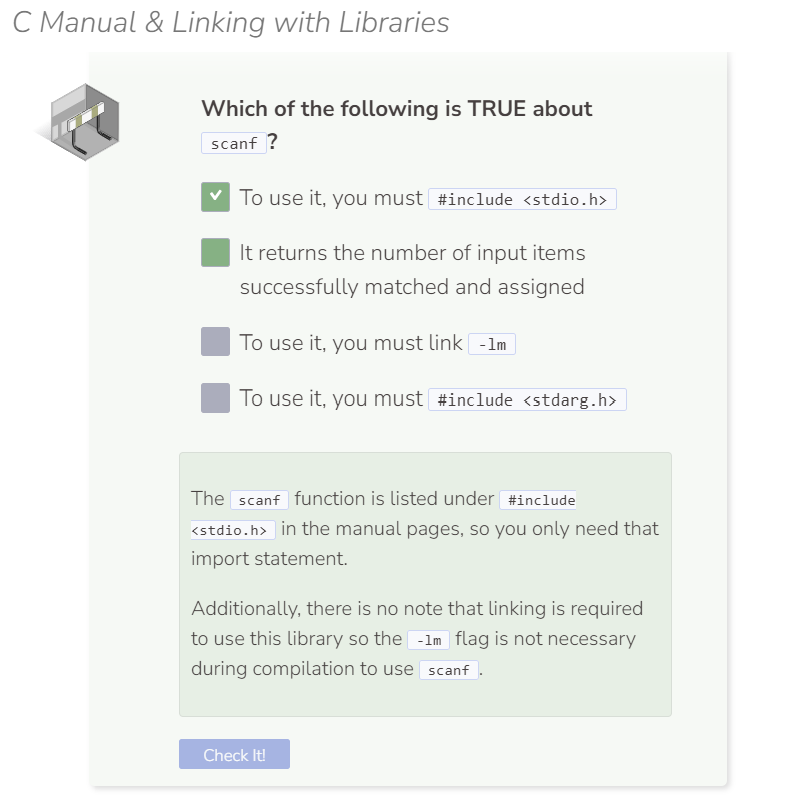 C Manual & Linking with Libraries
Which of the following is TRUE about
scanf?
To use it, you must #include <stdio.h>
It returns the number of input items
successfully matched and assigned
To use it, you must link -lm
To use it, you must #include <stdarg.h>
The scanf function is listed under #include
<stdio.h> in the manual pages, so you only need that
import statement.
Additionally, there is no note that linking is required
to use this library so the -lm flag is not necessary
during compilation to use scanf.
Check It!